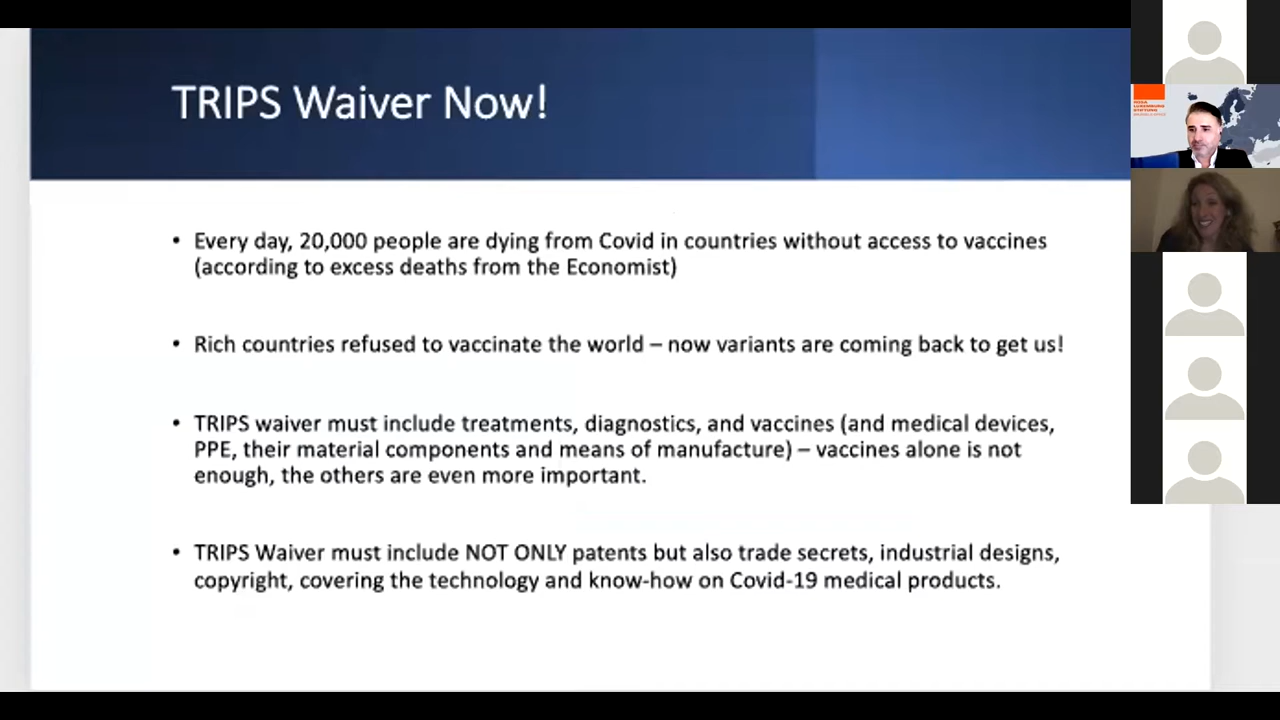 TRIPS Waiver Now!
• Every day, 20,000 people are dying from Covid in countries without access to vaccines
(according to excess deaths from the Economist)
• Rich countries refused to vaccinate the world – now variants are coming back to get us!
• TRIPS waiver must include treatments, diagnostics, and vaccines (and medical devices,
PPE, their material components and means of manufacture) – vaccines alone is not
enough, the others are even more important.
• TRIPS Waiver must include NOT ONLY patents but also trade secrets, industrial designs,
copyright, covering the technology and know-how on Covid-19 medical products.
ROSA
LUXEMBURG
STIFTUNG